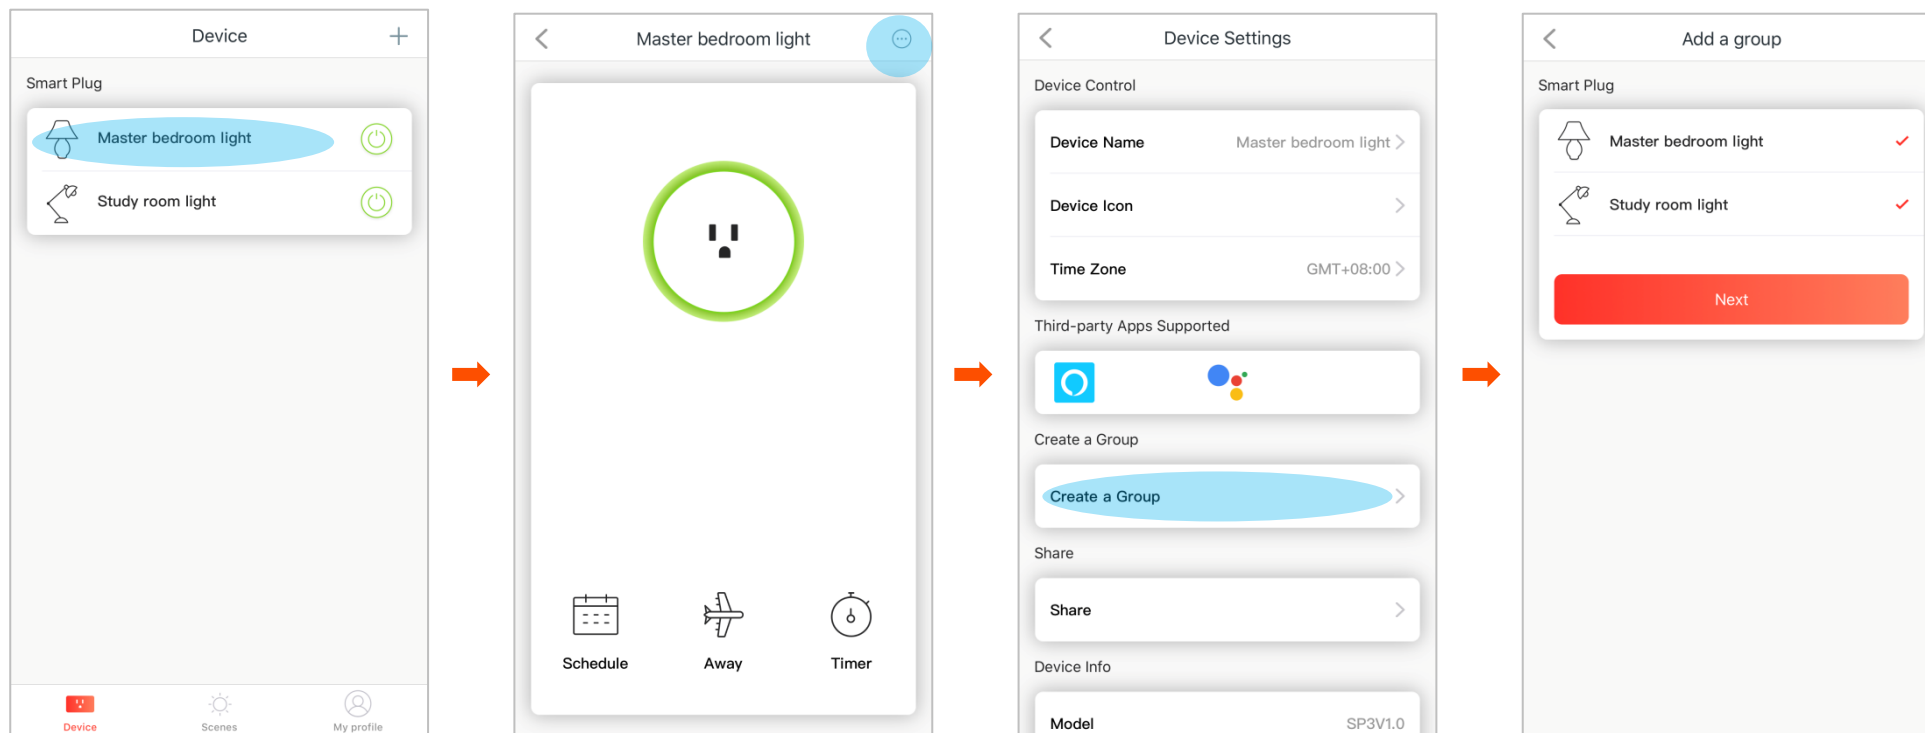 Device
Smart Plug
Master bedroom light
Study room light
Device
Scenes
My profile
Master bedroom light
Schedule
Away
Timer
Device Settings
Device Control
Device Name Master bedroom light
Device Icon
Time Zone GMT+08:00
Third-party Apps Supported
Create a Group
Create a Group
Share
Share
Device Info
Model SP3V1.0
Add a group
Smart Plug
Master bedroom light
Study room light
Next